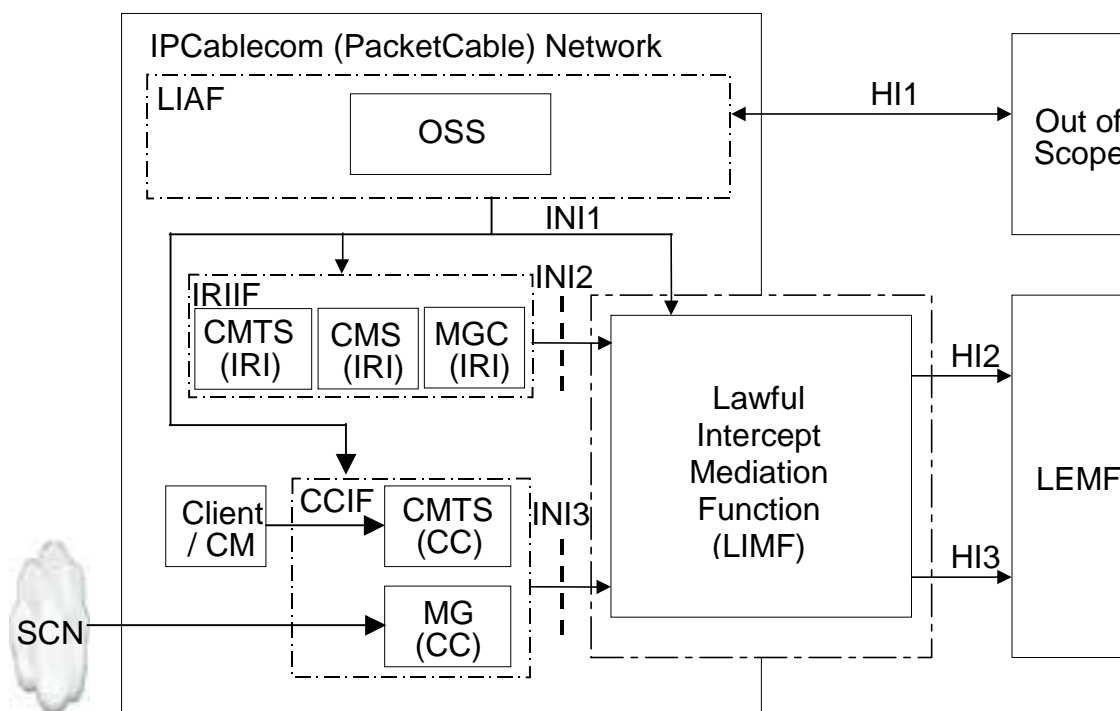 IPCablecom (PacketCable) Network
LIAF
OSS
HI1
Out of
Scope
INI1
IRIIF
INI2
CMTS
(IRI)
CMS
(IRI)
MGC
(IRI)
Lawful
Intercept
Mediation
Function
(LIMF)
HI2
LEMF
HI3
CCIF
INI3
Client
/ CM
CMTS
(CC)
MG
(CC)
SCN